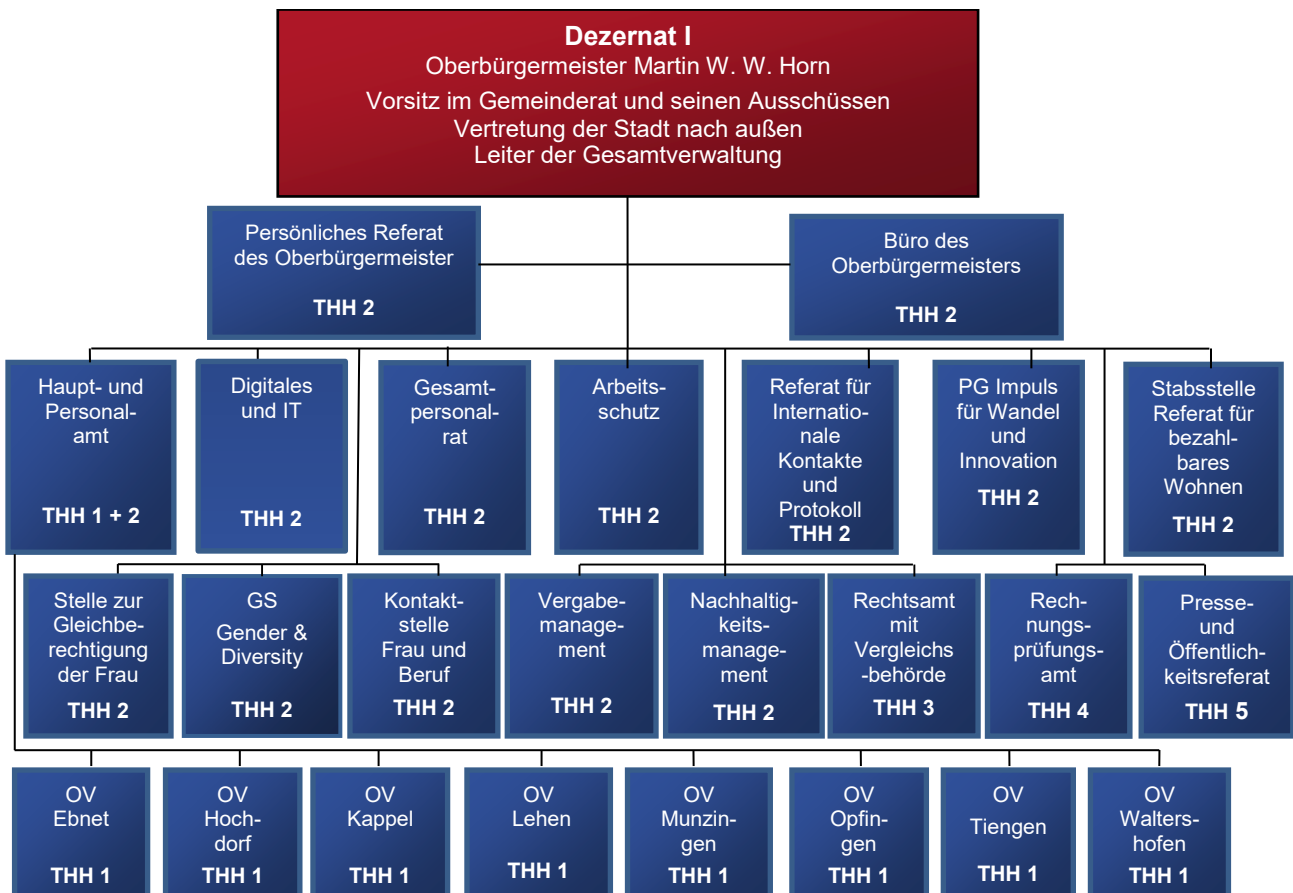 Dezernat I
Oberbürgermeister Martin W. W. Horn
Vorsitz im Gemeinderat und seinen Ausschüssen
Vertretung der Stadt nach außen
Leiter der Gesamtverwaltung
Persönliches Referat
des Oberbürgermeister
THH 2
Büro des
Oberbürgermeisters
THH 2
Haupt- und
Personal-
amt
THH 1 + 2
Digitales
und IT
THH 2
Gesamt-
personal-
rat
THH 2
Arbeits-
schutz
THH 2
Referat für
Internatio-
nale
Kontakte
und
Protokoll
THH 2
PG Impuls
für Wandel
und
Innovation
THH 2
Stabsstelle
Referat für
bezahl-
bares
Wohnen
THH 2
Stelle zur
Gleichbe-
rechtigung
der Frau
THH 2
GS
Gender &
Diversity
THH 2
Kontakt-
stelle
Frau und
Beruf
THH 2
Vergabe-
manage-
ment
THH 2
Nachhaltig-
keits-
manage-
ment
THH 2
Rechtsamt
mit
Vergleichs
-behörde
THH 3
Rech-
nungs-
prüfungs-
amt
THH 4
Presse-
und
Öffentlich-
keitsreferat
THH 5
OV
Ebnet
THH 1
OV
Hoch-
dorf
THH 1
OV
Kappel
THH 1
OV
Lehen
THH 1
OV
Munzin-
gen
THH 1
OV
Opfin-
gen
THH 1
OV
Tiengen
THH 1
OV
Walters-
hofen
THH 1